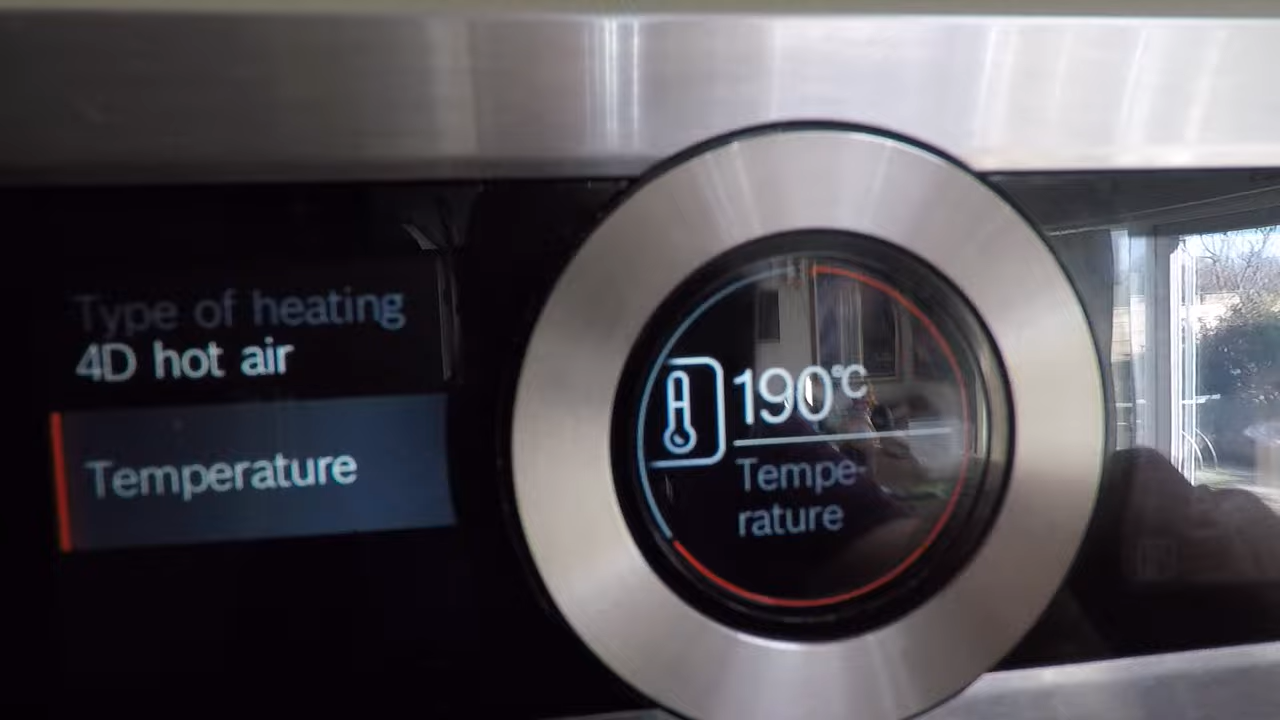 Type of heating
4D hot air
Temperature
190°C
Tempe-
rature